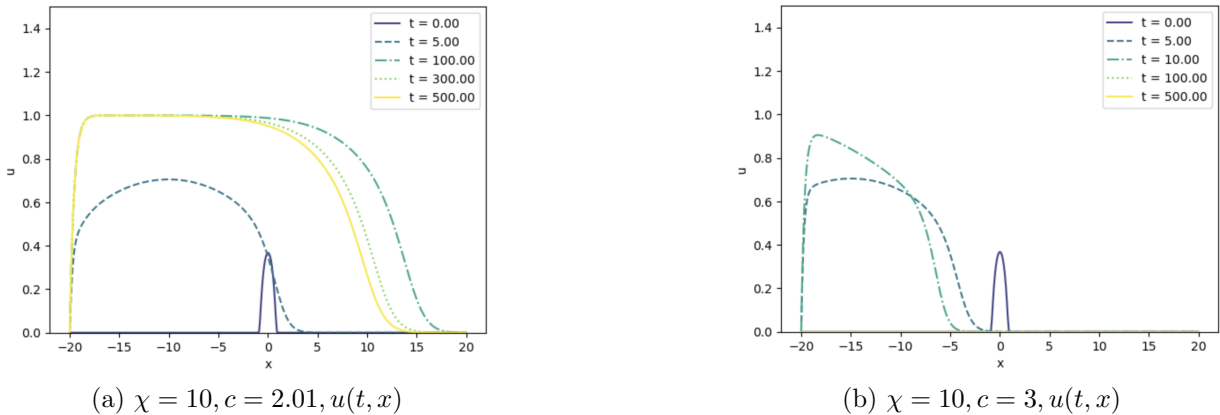 1.4
1.2
1.0
0.8
0.6
0.4
0.2
0.0
u
−20 −15 −10 −5 0 5 10 15 20
x
t = 0.00
t = 5.00
t = 100.00
t = 300.00
t = 500.00
(a) χ = 10, c = 2.01, u(t, x)
1.4
1.2
1.0
0.8
0.6
0.4
0.2
0.0
u
−20 −15 −10 −5 0 5 10 15 20
x
t = 0.00
t = 5.00
t = 10.00
t = 100.00
t = 500.00
(b) χ = 10, c = 3, u(t, x)